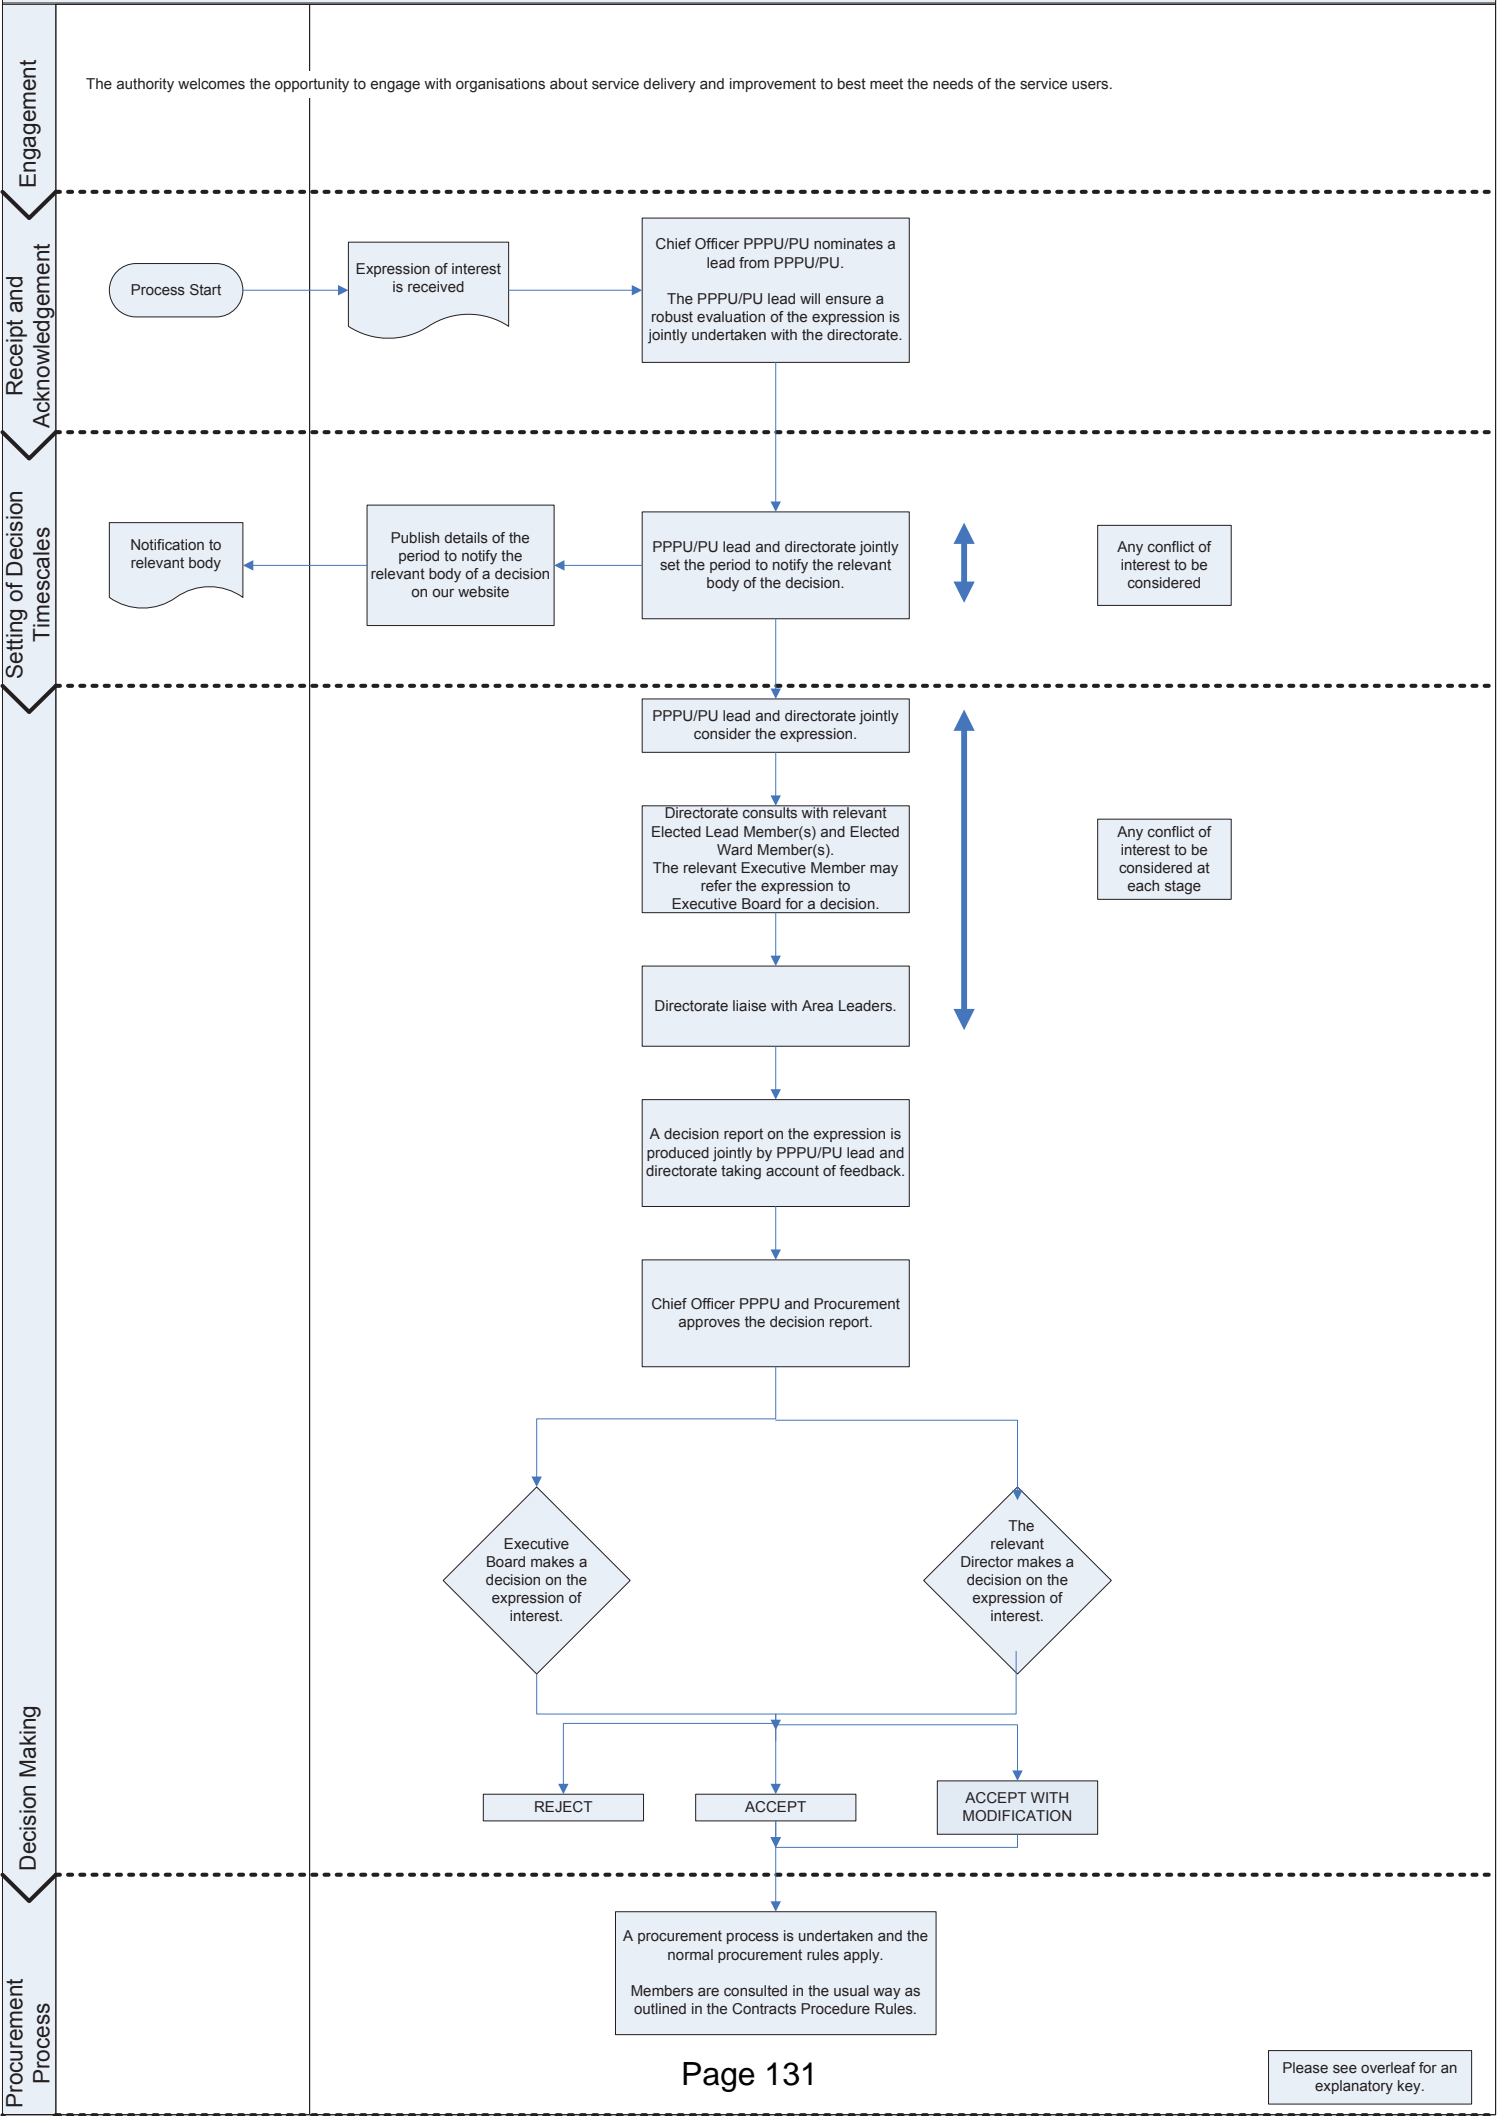 Engagement
The authority welcomes the opportunity to engage with organisations about service delivery and improvement to best meet the needs of the service users.
Receipt and
Acknowledgement
Process Start
Expression of interest
is received
Chief Officer PPPU/PU nominates a
lead from PPPU/PU.
The PPPU/PU lead will ensure a
robust evaluation of the expression is
jointly undertaken with the directorate.
Setting of Decision
Timescales
Notification to
relevant body
Publish details of the
period to notify the
relevant body of a decision
on our website
PPPU/PU lead and directorate jointly
set the period to notify the relevant
body of the decision.
Any conflict of
interest to be
considered
Decision Making
PPPU/PU lead and directorate jointly
consider the expression.
Directorate consults with relevant
Elected Lead Member(s) and Elected
Ward Member(s).
The relevant Executive Member may
refer the expression to
Executive Board for a decision.
Any conflict of
interest to be
considered at
each stage
Directorate liaise with Area Leaders.
A decision report on the expression is
produced jointly by PPPU/PU lead and
directorate taking account of feedback.
Chief Officer PPPU and Procurement
approves the decision report.
Executive
Board makes a
decision on the
expression of
interest.
The
relevant
Director makes a
decision on the
expression of
interest.
REJECT
ACCEPT
ACCEPT WITH
MODIFICATION
Procurement
Process
A procurement process is undertaken and the
normal procurement rules apply.
Members are consulted in the usual way as
outlined in the Contracts Procedure Rules.
Page 131
Please see overleaf for an
explanatory key.